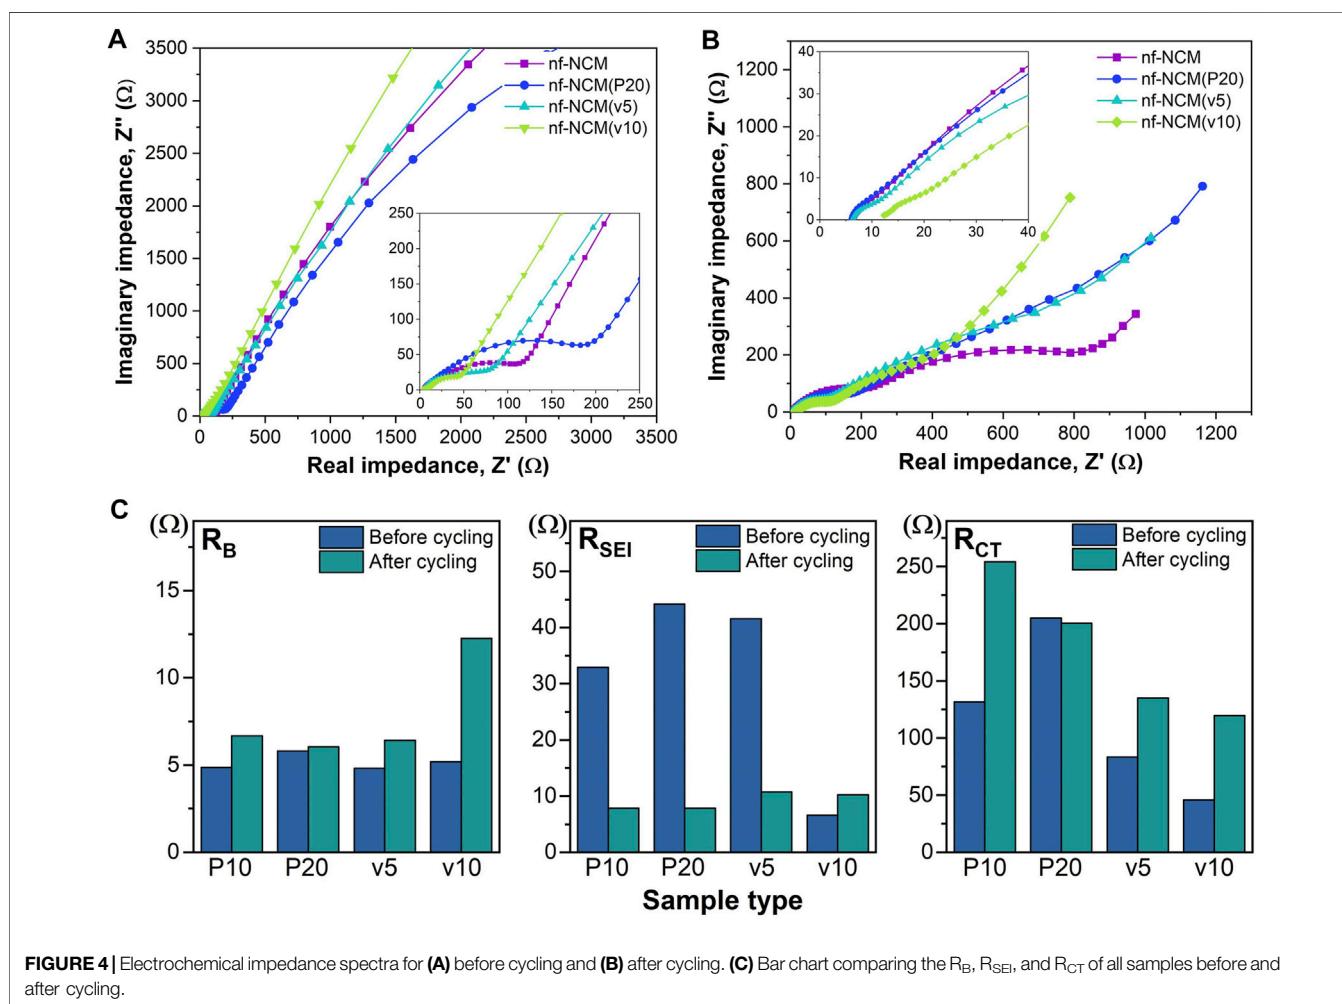 A
3500
3000
2500
2000
1500
1000
500
0
Imaginary impedance, Z" (Ω)
nf-NCM
nf-NCM(P20)
nf-NCM(v5)
nf-NCM(v10)
250
200
150
100
50
0
0 50 100 150 200 250
0 500 1000 1500 2000 2500 3000 3500
Real impedance, Z' (Ω)
B
1200
1000
800
600
400
200
0
Imaginary impedance, Z" (Ω)
40
30
20
10
0
0 10 20 30 40
nf-NCM
nf-NCM(P20)
nf-NCM(v5)
nf-NCM(v10)
0 200 400 600 800 1000 1200
Real impedance, Z' (Ω)
C
(Ω)
R_B
Before cycling
After cycling
15
10
5
0
P10 P20 v5 v10
(Ω)
R_SEI
Before cycling
After cycling
50
40
30
20
10
0
P10 P20 v5 v10
(Ω)
R_CT
Before cycling
After cycling
250
200
150
100
50
0
P10 P20 v5 v10
Sample type
FIGURE 4 | Electrochemical impedance spectra for (A) before cycling and (B) after cycling. (C) Bar chart comparing the R_B, R_SEI, and R_CT of all samples before and
after cycling.